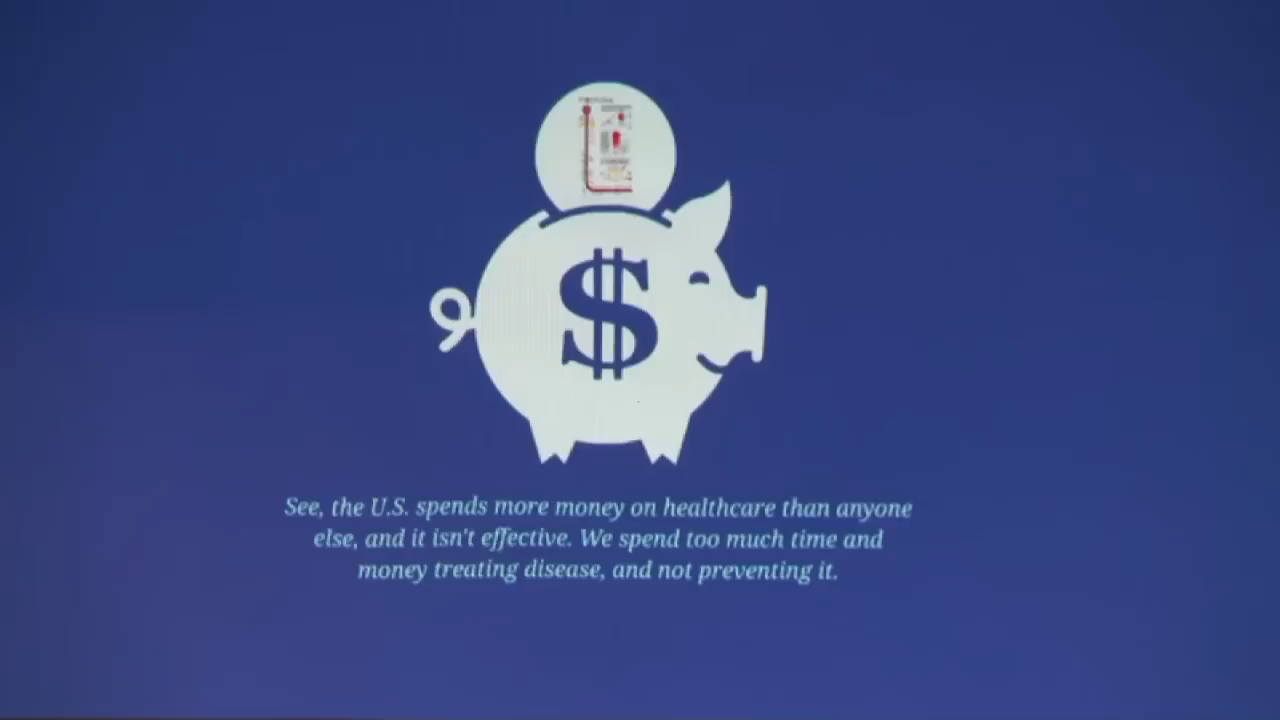 $
See, the U.S. spends more money on healthcare than anyone
else, and it isn't effective. We spend too much time and
money treating disease, and not preventing it.